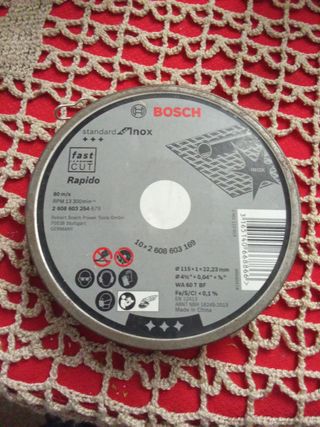 BOSCH
standard for Inox
+++
fast
CUT
Rapido
INOX
80 m/s
RPM 13 300/min
2 608 603 254
Robert Bosch Power Tools GmbH
70538 Stuttgart
GERMANY
10 × 2 608 603 169
Ø 115 × 1 × 22,23 mm
WA 60 T BF
Fe/S/Cl < 0,1 %
EN 12413
Made in China